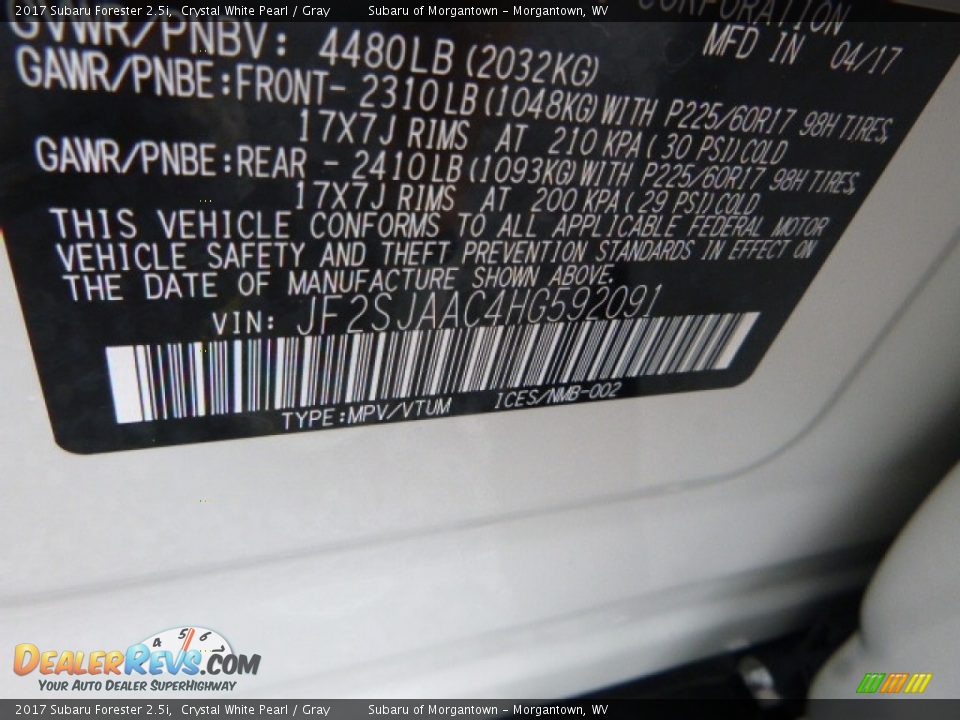 2017 Subaru Forester 2.5i, Crystal White Pearl / Gray Subaru of Morgantown - Morgantown, WV
CORPORATION
GVWR/PNBV: 4480LB (2032KG) MFD IN 04/17
GAWR/PNBE:FRONT- 2310LB (1048KG) WITH P225/60R17 98H TIRES,
17X7J RIMS AT 210 KPA ( 30 PSI) COLD
GAWR/PNBE:REAR - 2410LB (1093KG) WITH P225/60R17 98H TIRES,
17X7J RIMS AT 200 KPA ( 29 PSI) COLD
THIS VEHICLE CONFORMS TO ALL APPLICABLE FEDERAL MOTOR
VEHICLE SAFETY AND THEFT PREVENTION STANDARDS IN EFFECT ON
THE DATE OF MANUFACTURE SHOWN ABOVE.
VIN: JF2SJAAC4HG592091
TYPE:MPV/VTUM ICES/NMB-002
4 5 6
DEALERREVS.COM
YOUR AUTO DEALER SUPERHIGHWAY
2017 Subaru Forester 2.5i, Crystal White Pearl / Gray Subaru of Morgantown - Morgantown, WV